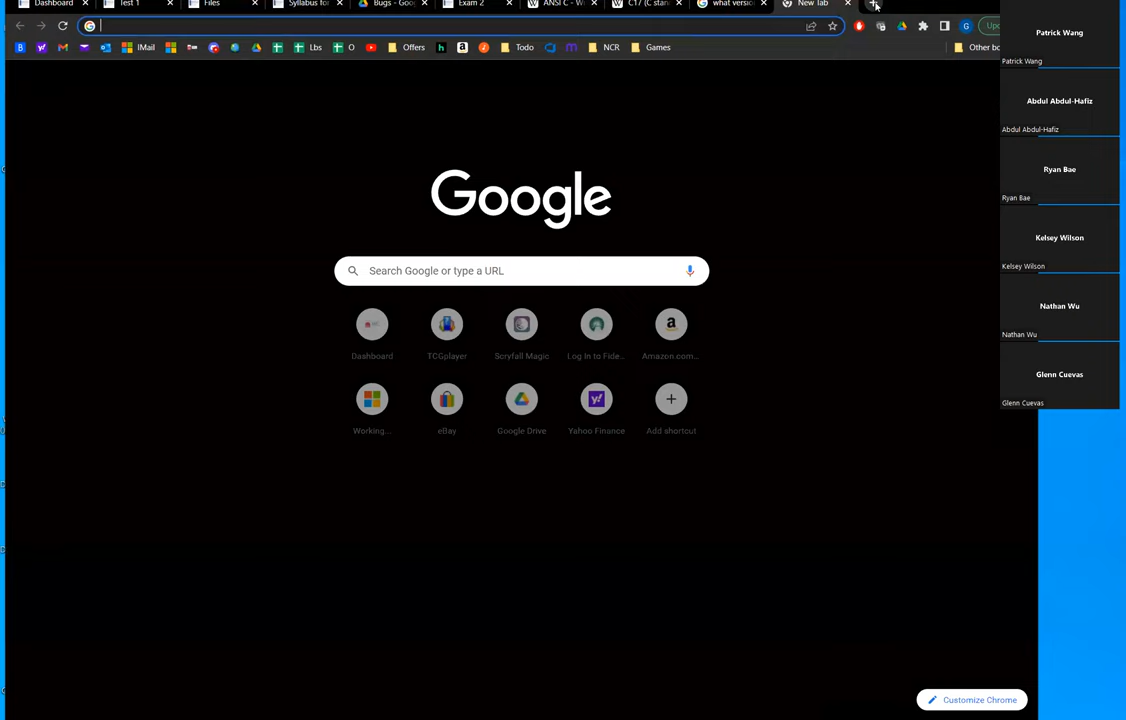 Dashboard
Test 1
Files
Syllabus for
Bugs - Goo
Exam 2
ANSI C - W
C17 (C stan
what versio
New Tab
G
Upc
IMail
Lbs
O
Offers
Todo
NCR
Games
Other bo
Google
Search Google or type a URL
Dashboard
TCGplayer
Scryfall Magic
Log In to Fide...
Amazon.com...
Working...
eBay
Google Drive
Yahoo Finance
Add shortcut
Customize Chrome
Patrick Wang
Patrick Wang
Abdul Abdul-Hafiz
Abdul Abdul-Hafiz
Ryan Bae
Ryan Bae
Kelsey Wilson
Kelsey Wilson
Nathan Wu
Nathan Wu
Glenn Cuevas
Glenn Cuevas